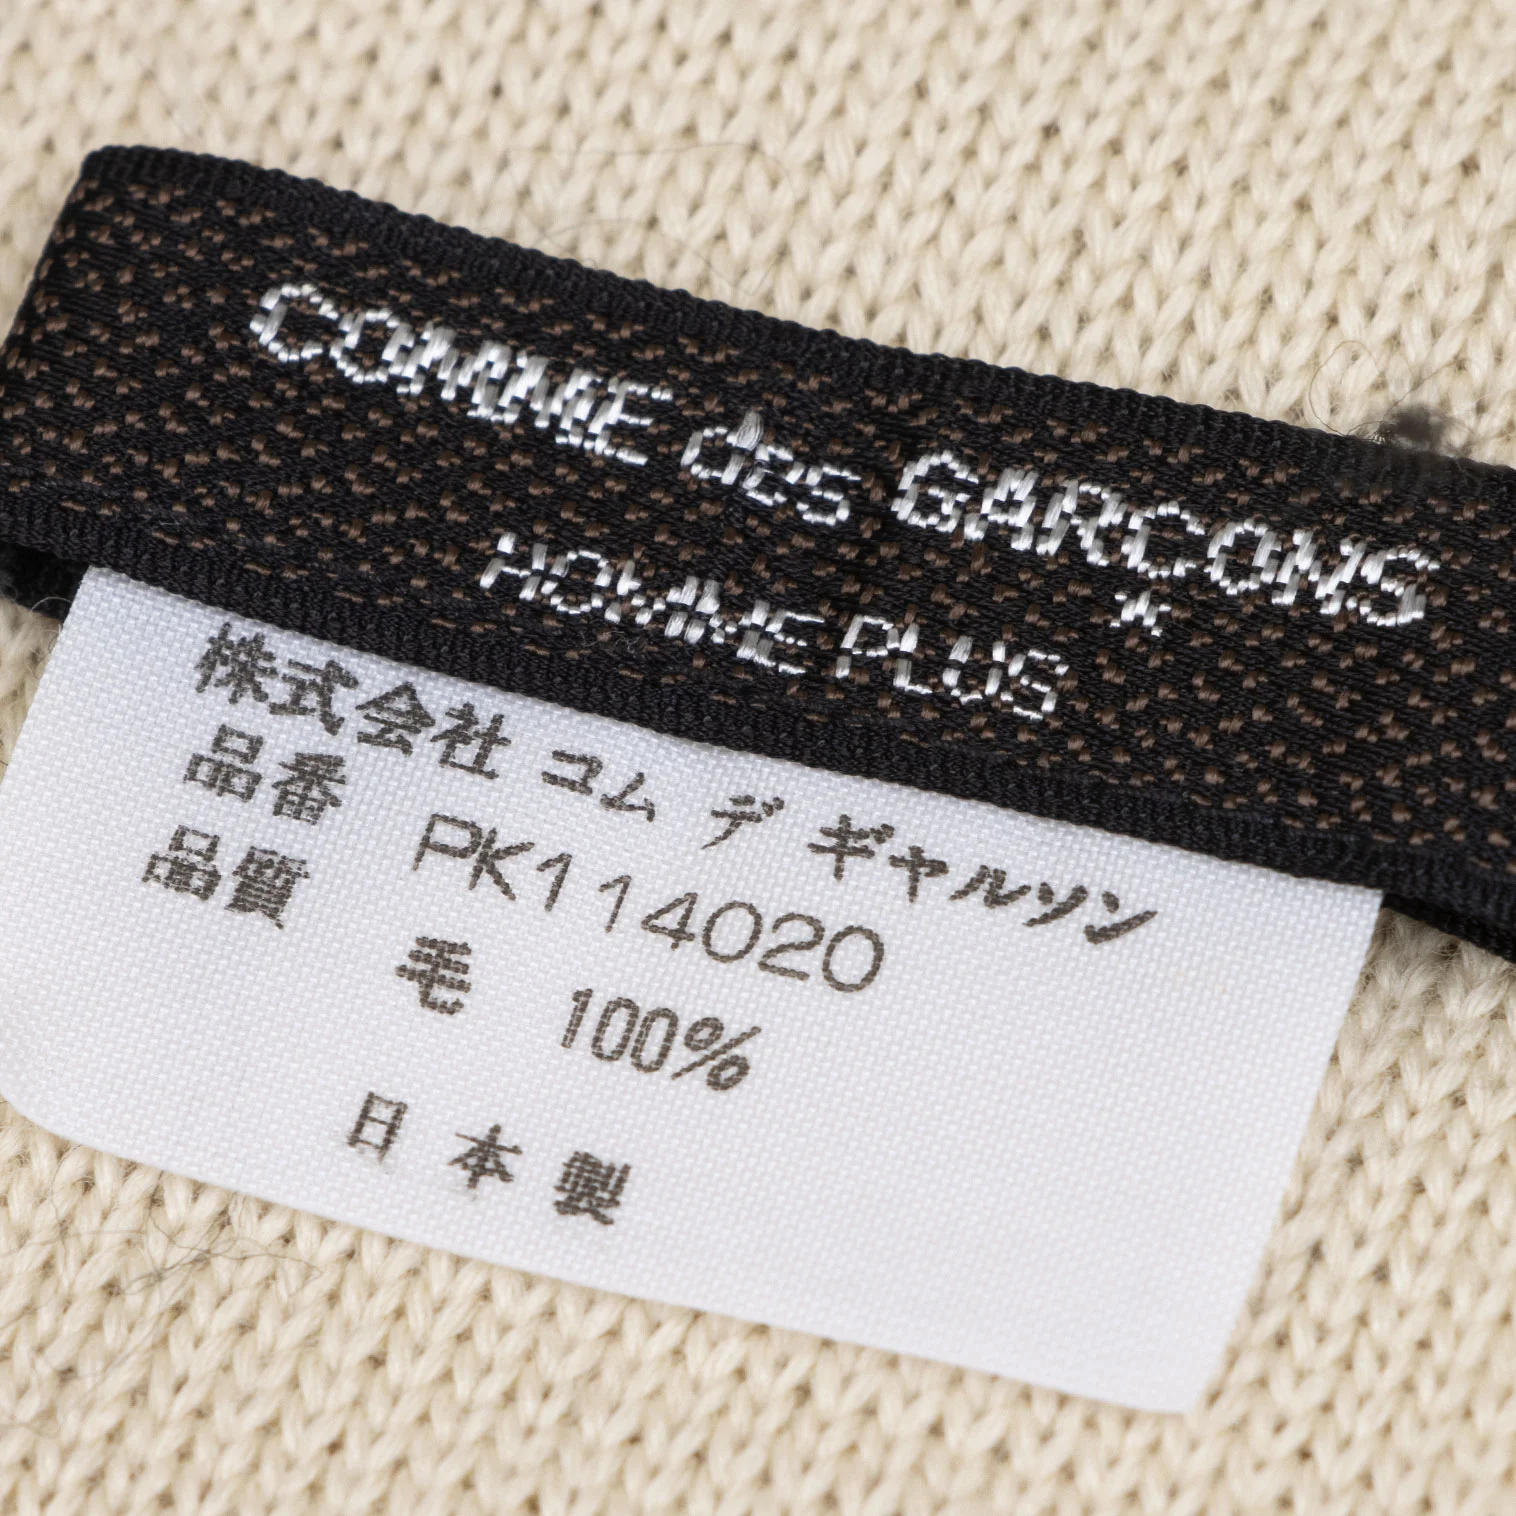 COMME des GARÇONS
HOMME PLUS
株式会社 コム デ ギャルソン
品番 PK114020
品質
毛 100%
日本製